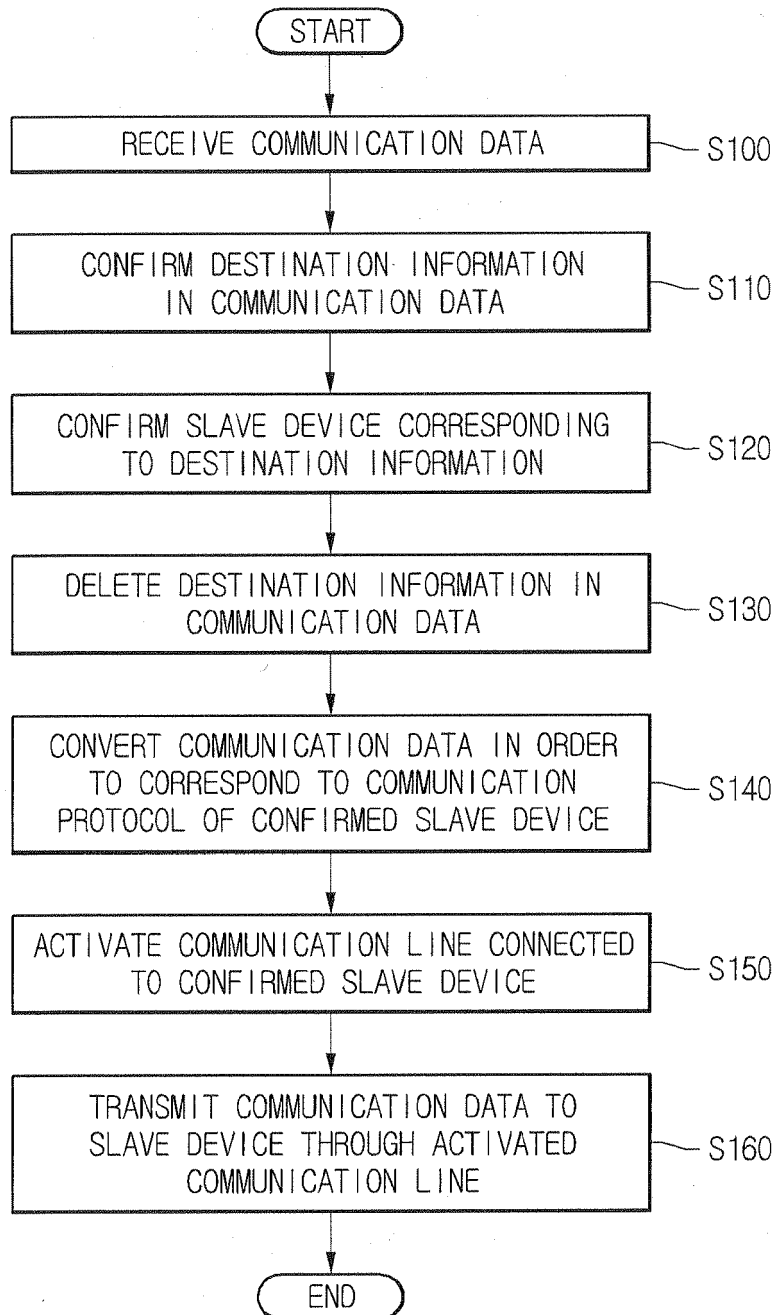 START
RECEIVE COMMUNICATION DATA
S100
CONFIRM DESTINATION INFORMATION
IN COMMUNICATION DATA
S110
CONFIRM SLAVE DEVICE CORRESPONDING
TO DESTINATION INFORMATION
S120
DELETE DESTINATION INFORMATION IN
COMMUNICATION DATA
S130
CONVERT COMMUNICATION DATA IN ORDER
TO CORRESPOND TO COMMUNICATION
PROTOCOL OF CONFIRMED SLAVE DEVICE
S140
ACTIVATE COMMUNICATION LINE CONNECTED
TO CONFIRMED SLAVE DEVICE
S150
TRANSMIT COMMUNICATION DATA TO
SLAVE DEVICE THROUGH ACTIVATED
COMMUNICATION LINE
S160
END